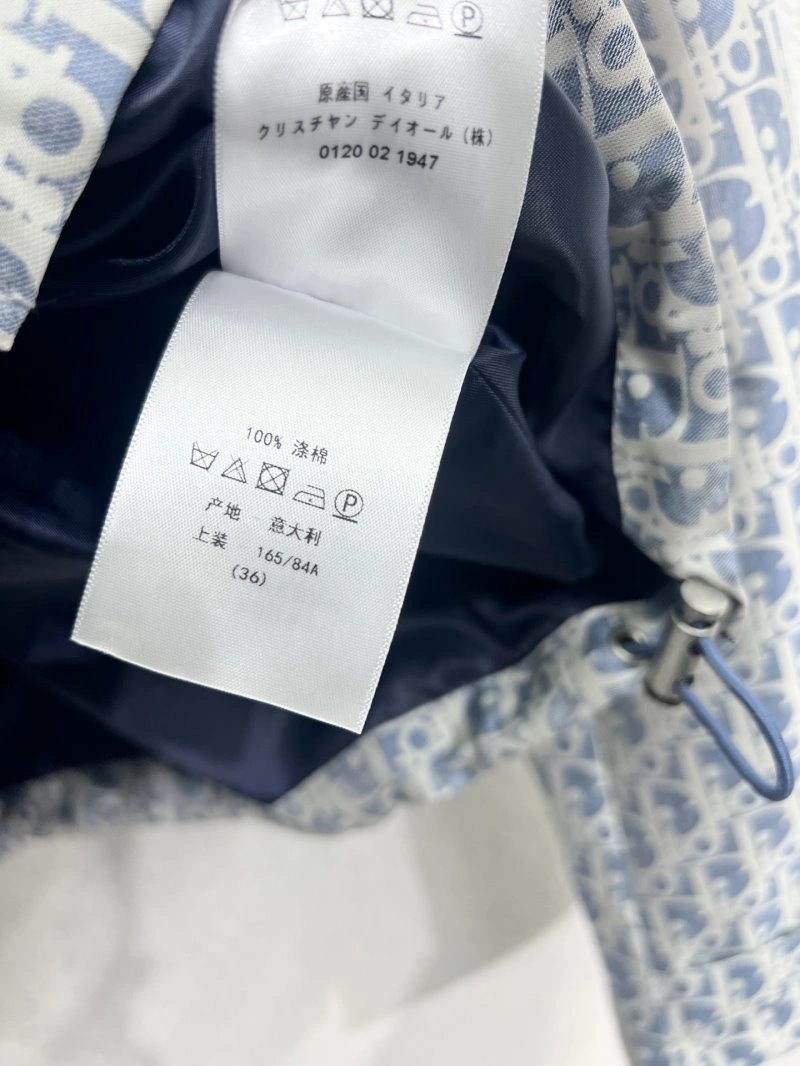 原産国 イタリア
クリスチャン デイオール (株)
0120 02 1947
100% 涤棉
P
产地 意大利
上装 165/84A
(36)